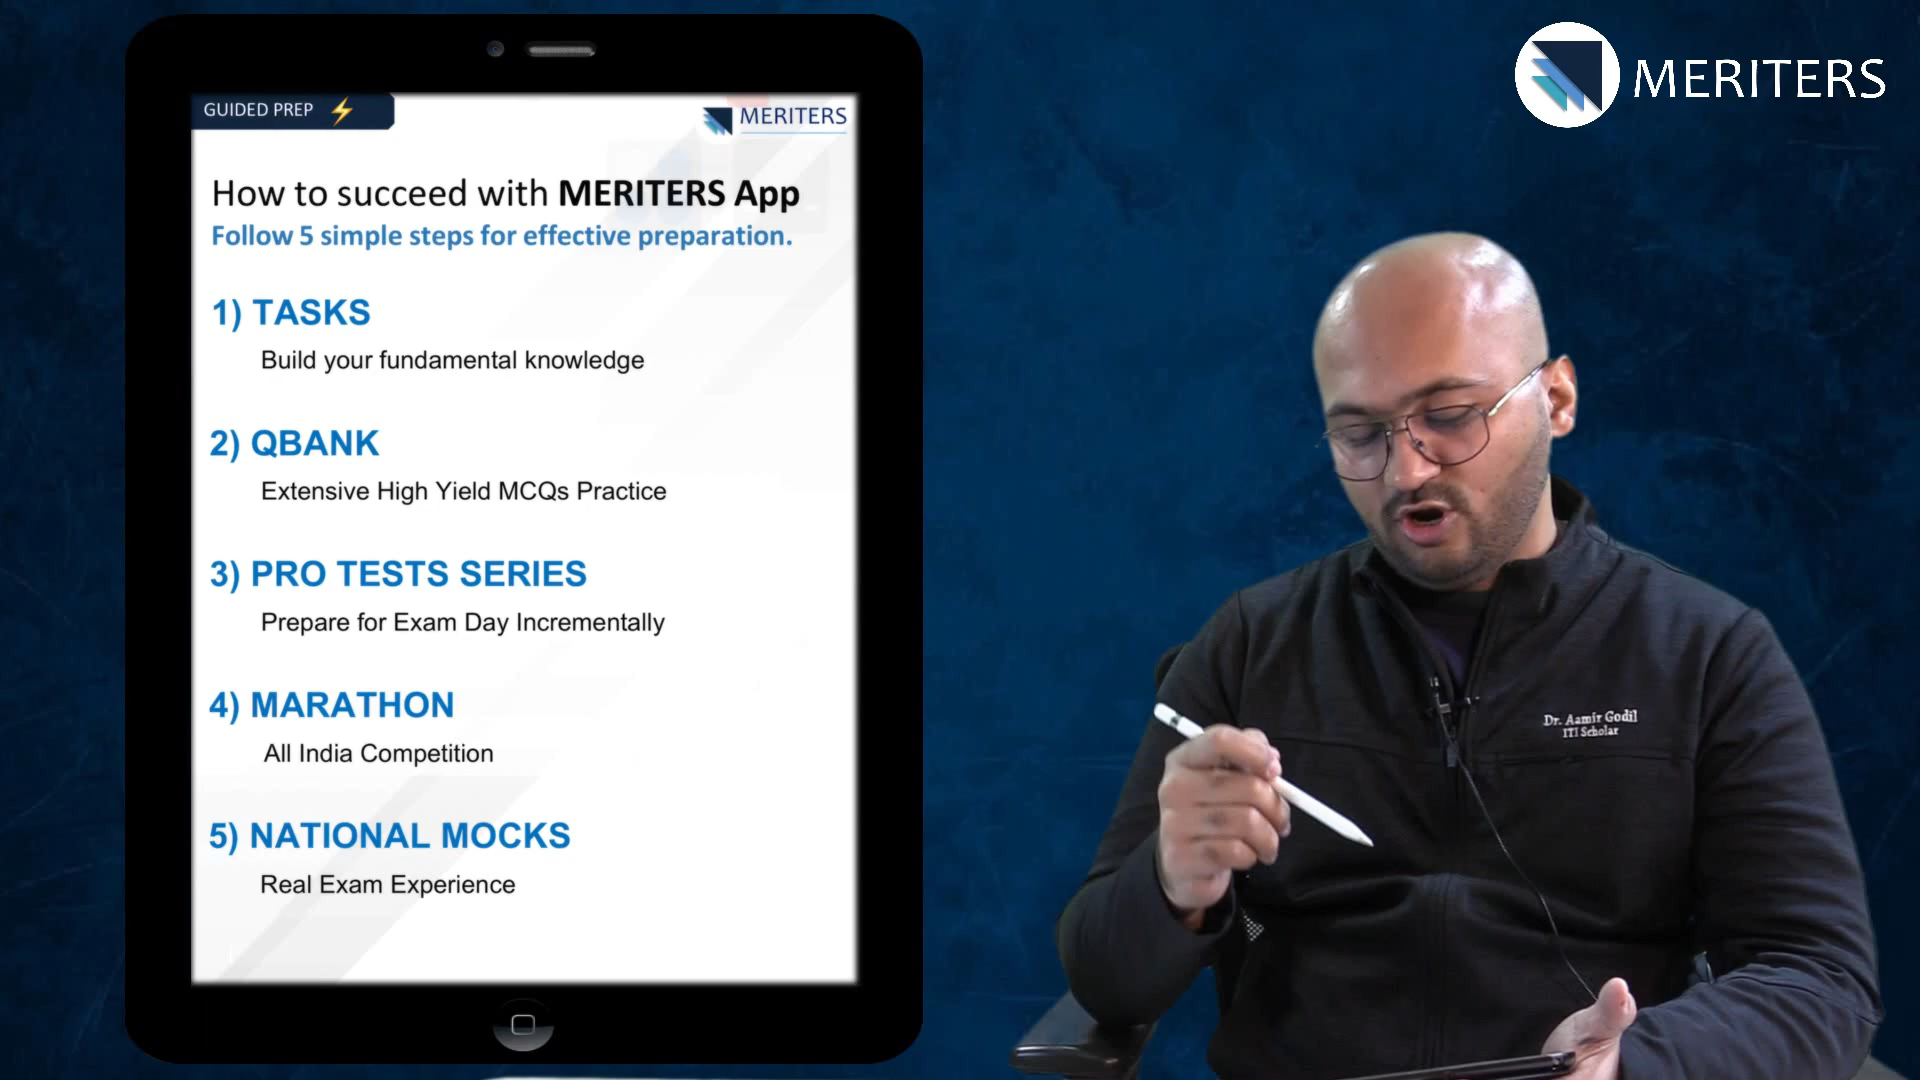 GUIDED PREP
MERITERS
How to succeed with MERITERS App
Follow 5 simple steps for effective preparation.
1) TASKS
Build your fundamental knowledge
2) QBANK
Extensive High Yield MCQs Practice
3) PRO TESTS SERIES
Prepare for Exam Day Incrementally
4) MARATHON
All India Competition
5) NATIONAL MOCKS
Real Exam Experience
MERITERS
Dr. Aamir Godil
ITI Scholar